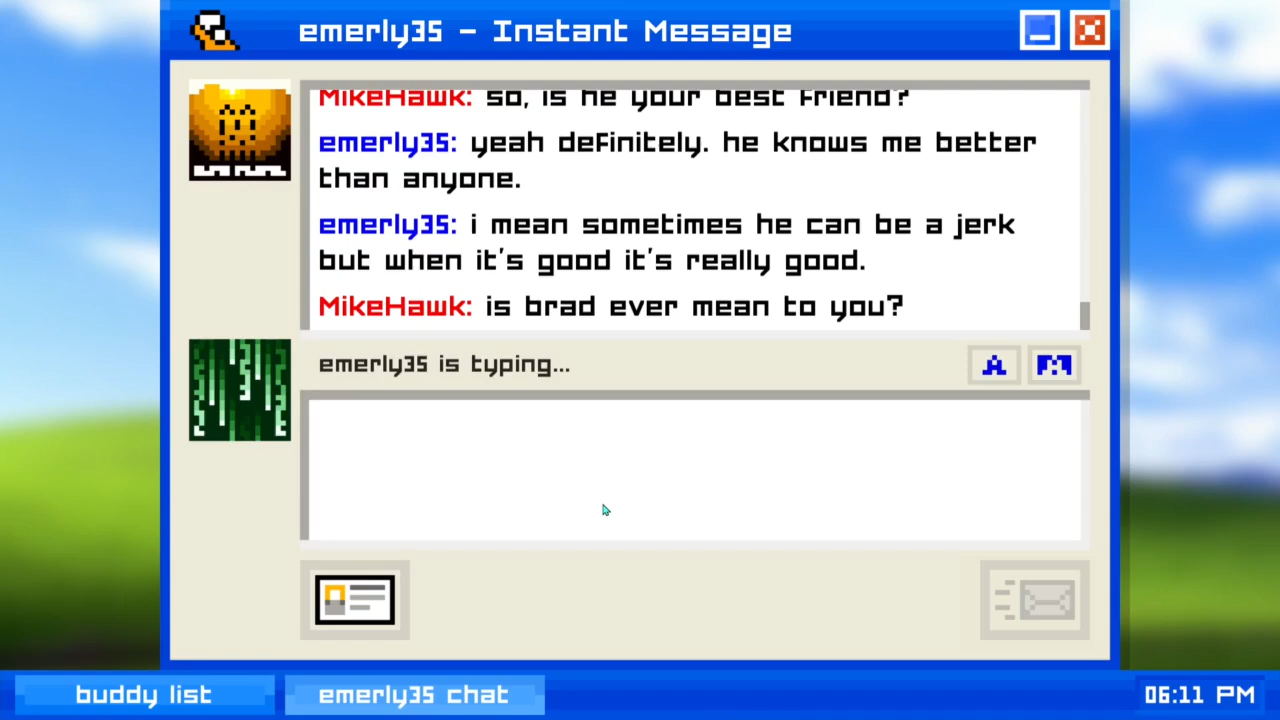 emerly35 - Instant Message
MikeHawk: so, is he your best friend?
emerly35: yeah definitely. he knows me better
than anyone.
emerly35: i mean sometimes he can be a jerk
but when it's good it's really good.
MikeHawk: is brad ever mean to you?
emerly35 is typing...
A
buddy list
emerly35 chat
06:11 PM